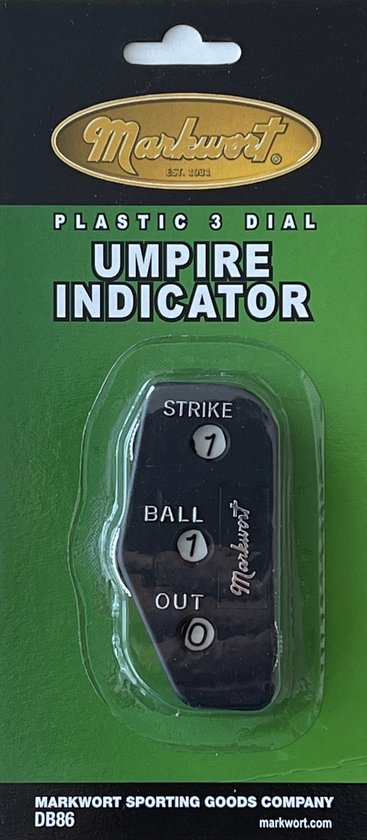 Markwort®
EST. 1931
PLASTIC 3 DIAL
UMPIRE
INDICATOR
STRIKE
1
BALL
1
Markwort
OUT
0
MARKWORT SPORTING GOODS COMPANY
DB86 markwort.com